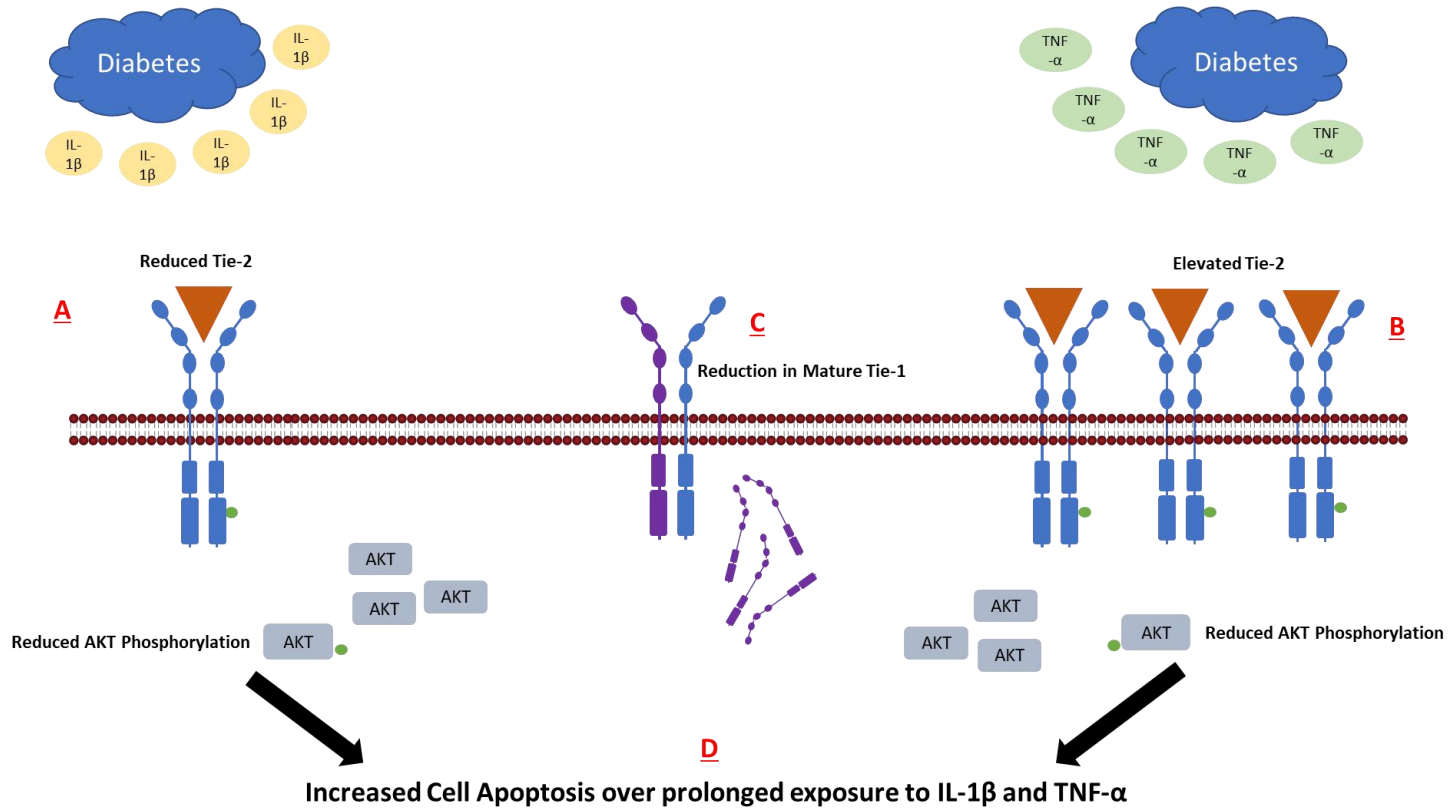 Diabetes
IL-
1β
IL-
1β
IL-
1β
IL-
1β
IL-
1β
TNF
-α
TNF
-α
TNF
-α
TNF
-α
TNF
-α
Diabetes
Reduced Tie-2
Elevated Tie-2
A
C
B
Reduction in Mature Tie-1
AKT
AKT
AKT
Reduced AKT Phosphorylation
AKT
AKT
AKT
AKT
AKT
Reduced AKT Phosphorylation
D
Increased Cell Apoptosis over prolonged exposure to IL-1β and TNF-α